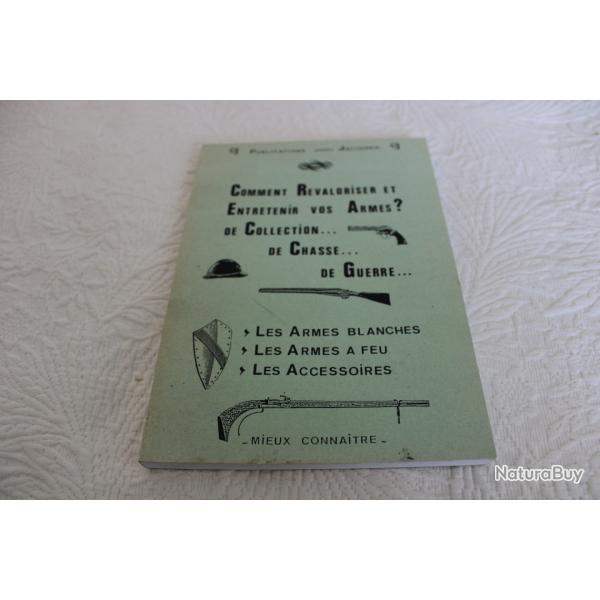 Publications Jacques
Comment Revaloriser et
Entretenir vos Armes?
de Collection...
de Chasse...
de Guerre...
Les Armes blanches
Les Armes a feu
Les Accessoires
- Mieux connaître -
NaturaBuy